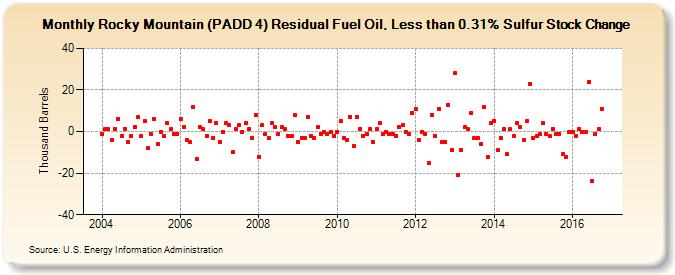 Monthly Rocky Mountain (PADD 4) Residual Fuel Oil, Less than 0.31% Sulfur Stock Change
Thousand Barrels
40
20
0
-20
-40
2004 2006 2008 2010 2012 2014 2016
Source: U.S. Energy Information Administration